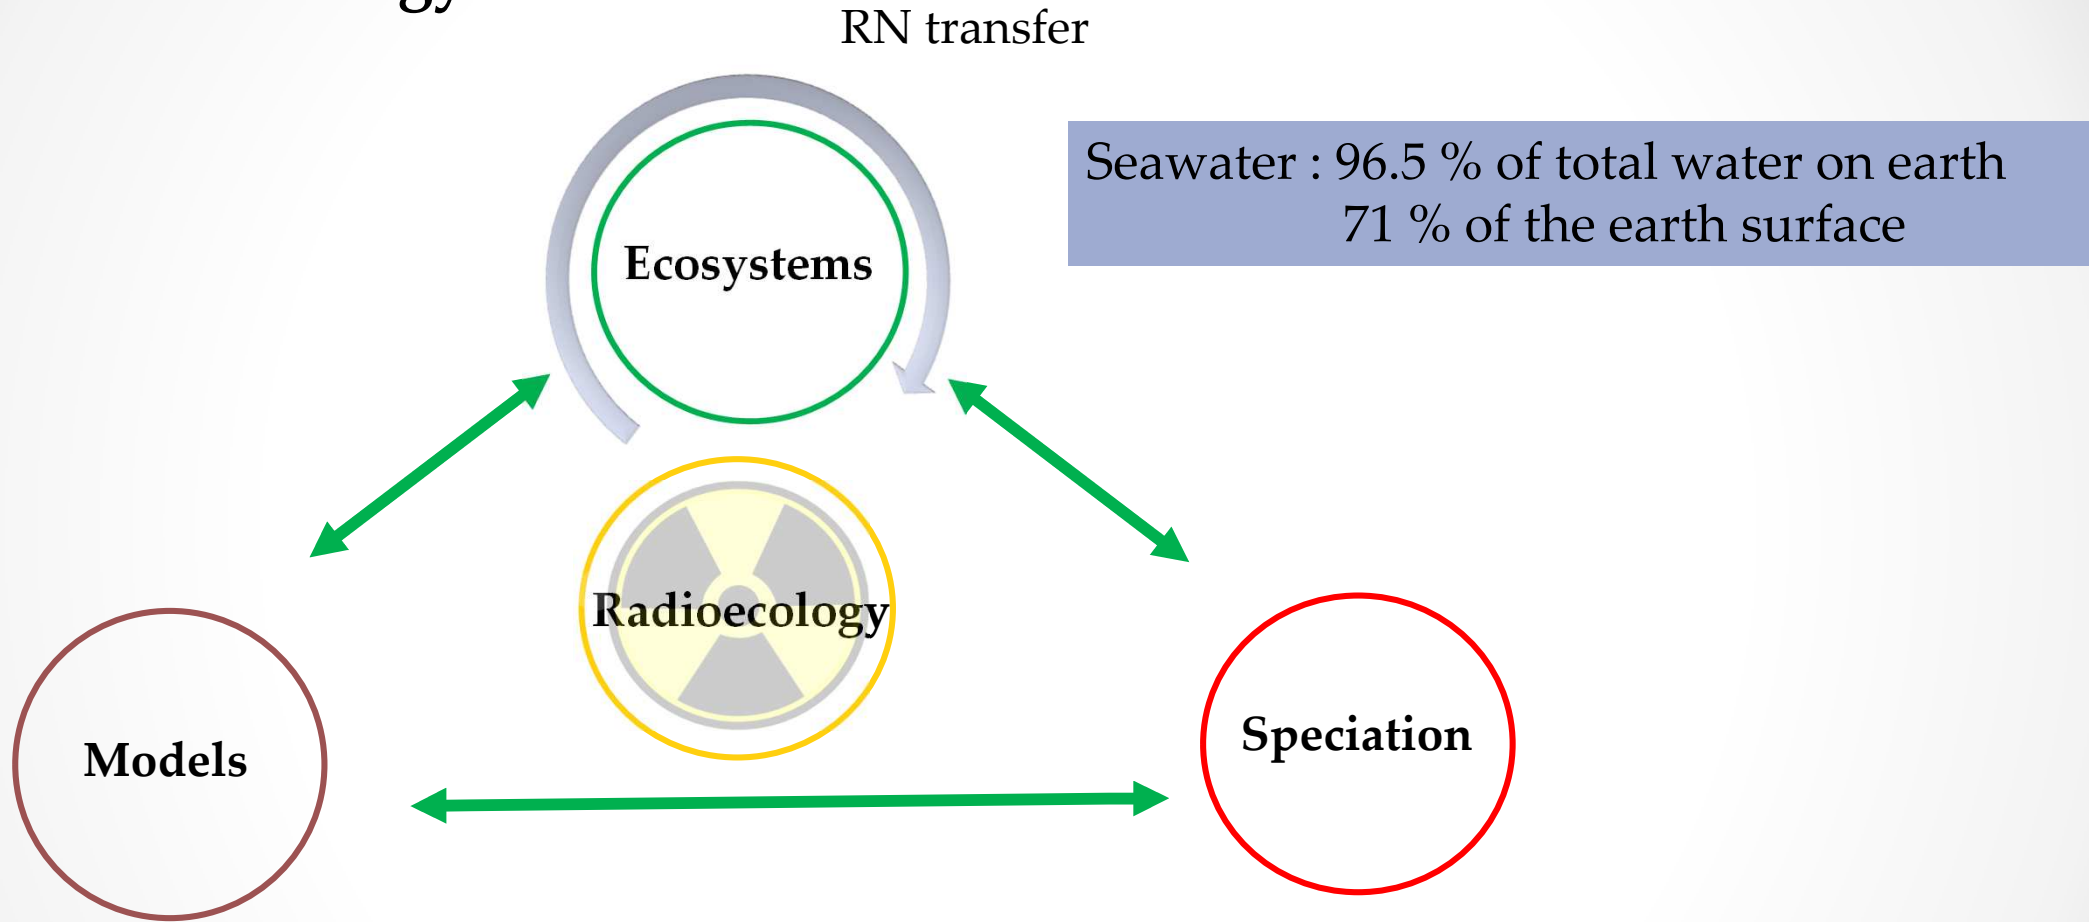 RN transfer
Seawater : 96.5 % of total water on earth
71 % of the earth surface
Ecosystems
Radioecology
Models
Speciation